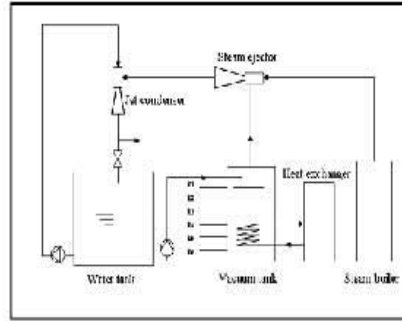 Steam ejector
Jet condenser
Heat exchanger
Water tank
Vacuum tank
Steam boiler